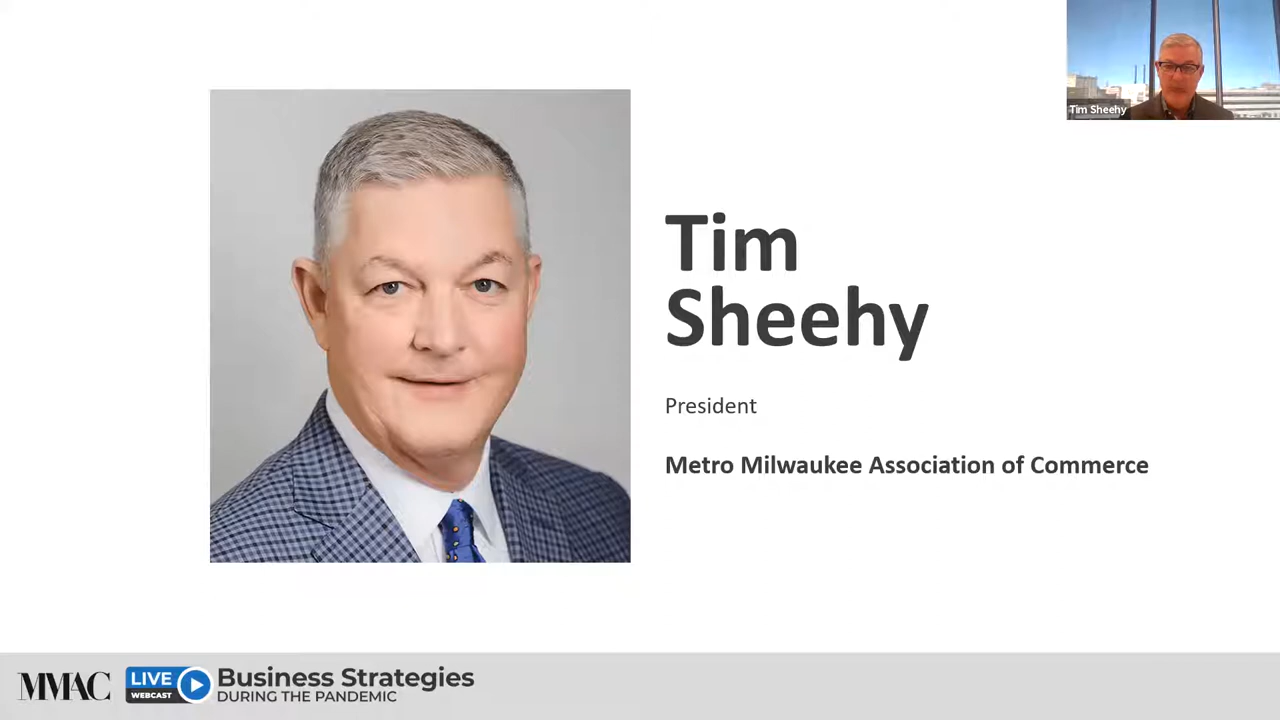 Tim Sheehy
Tim
Sheehy
President
Metro Milwaukee Association of Commerce
MMAC
LIVE
WEBCAST
Business Strategies
DURING THE PANDEMIC